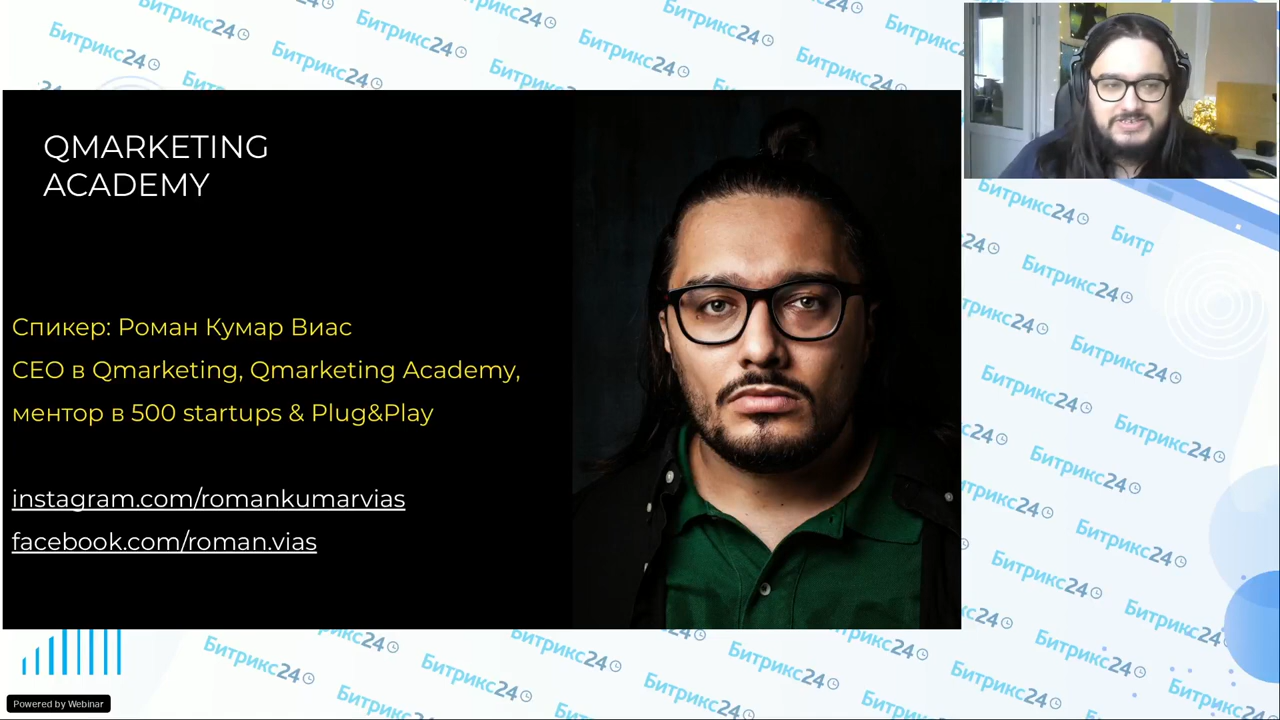 QMARKETING
ACADEMY
Спикер: Роман Кумар Виас
CEO в Qmarketing, Qmarketing Academy,
ментор в 500 startups & Plug&Play
instagram.com/romankumarvias
facebook.com/roman.vias
Битрикс24
Powered by Webinar